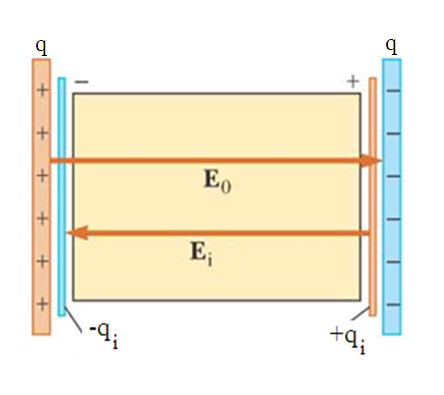 q q
− +
+ −
+ −
+ −
E₀
+ −
Eᵢ
+ −
+ −
-qᵢ +qᵢ